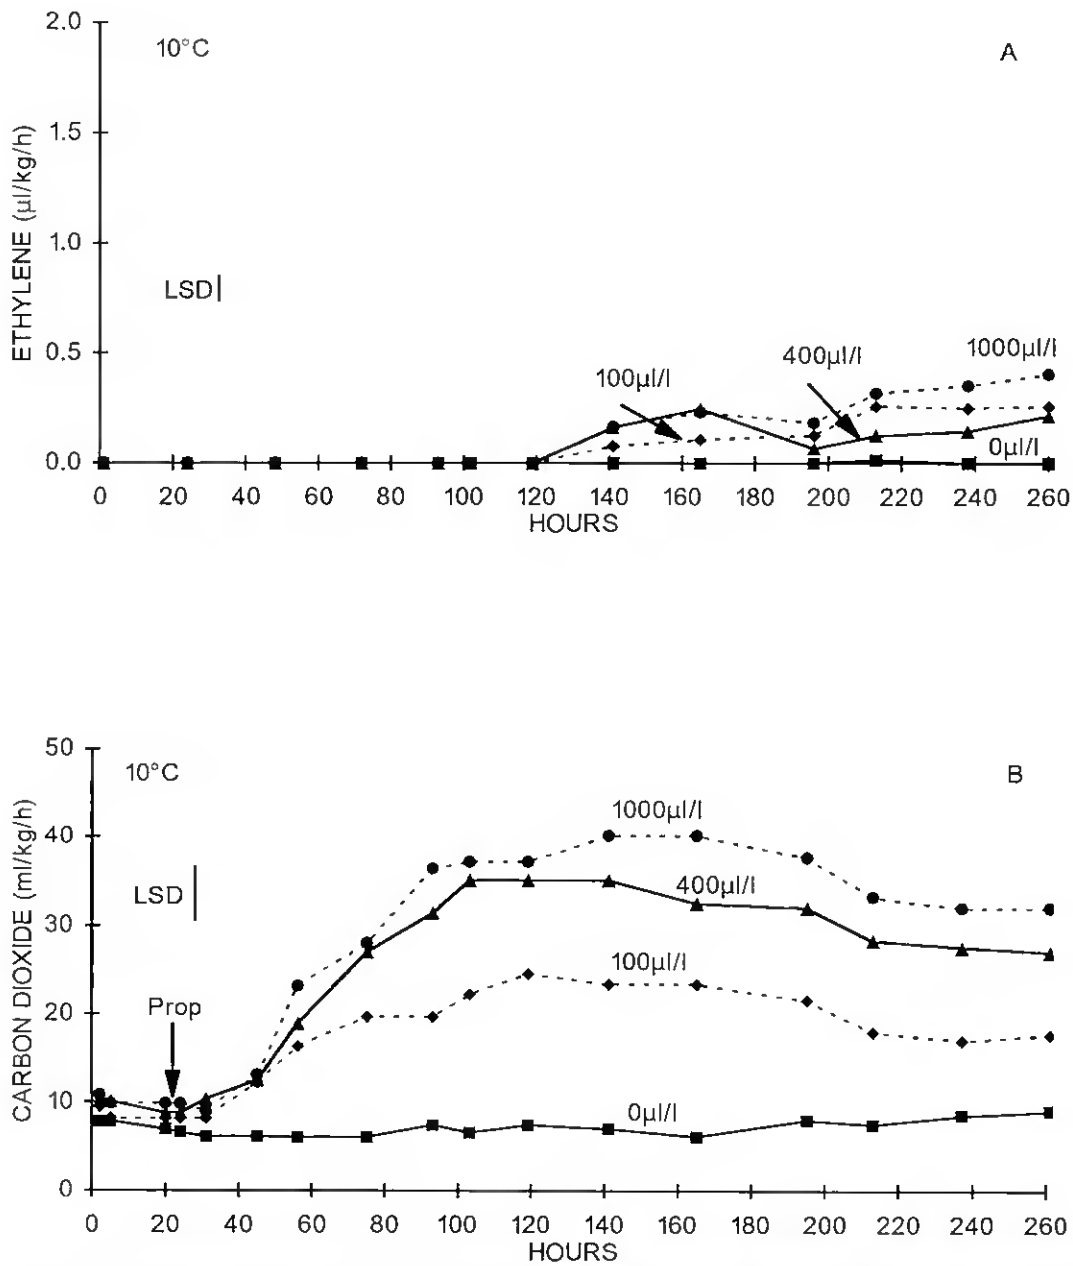 2.0
10°C
A
1.5
1.0
LSD
0.5
1000µl/l
400µl/l
100µl/l
0µl/l
0.0
ETHYLENE (µl/kg/h)
0 20 40 60 80 100 120 140 160 180 200 220 240 260
HOURS
50
10°C
B
1000µl/l
40
LSD
400µl/l
30
100µl/l
Prop
20
10
0µl/l
0
CARBON DIOXIDE (ml/kg/h)
0 20 40 60 80 100 120 140 160 180 200 220 240 260
HOURS